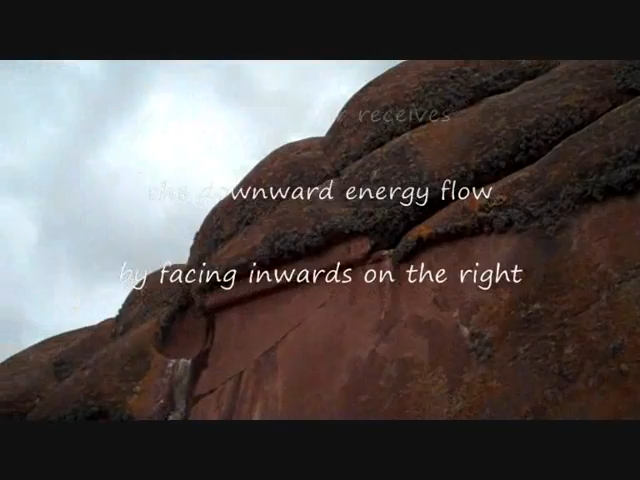 r receives
the downward energy flow
by facing inwards on the right